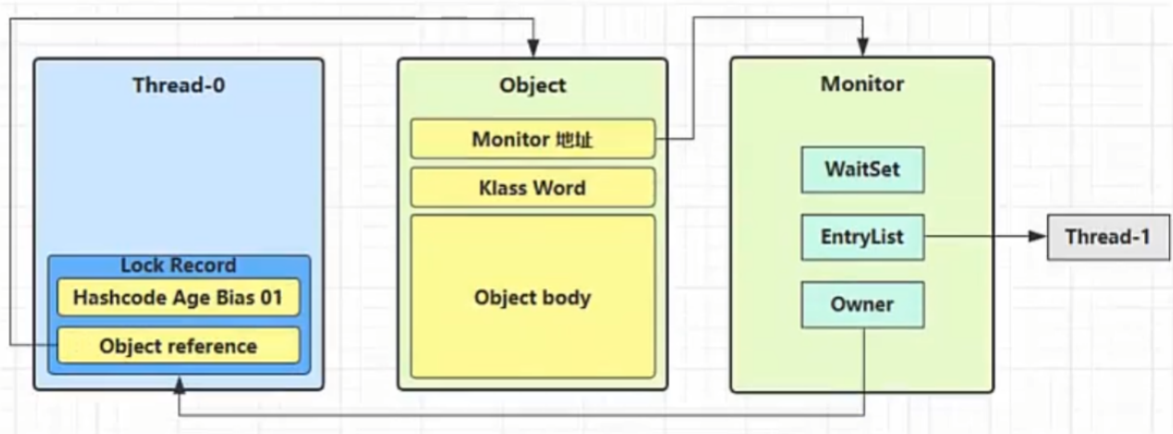 Thread-0
Lock Record
Hashcode Age Bias 01
Object reference
Object
Monitor 地址
Klass Word
Object body
Monitor
WaitSet
EntryList
Owner
Thread-1